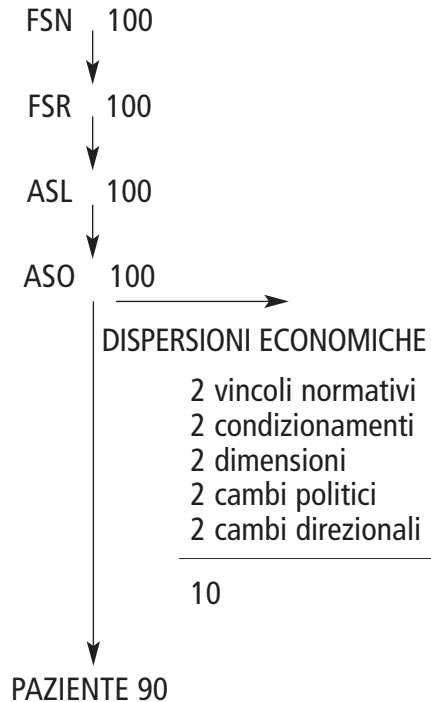 FSN 100
FSR 100
ASL 100
ASO 100
DISPERSIONI ECONOMICHE
2 vincoli normativi
2 condizionamenti
2 dimensioni
2 cambi politici
2 cambi direzionali
10
PAZIENTE 90